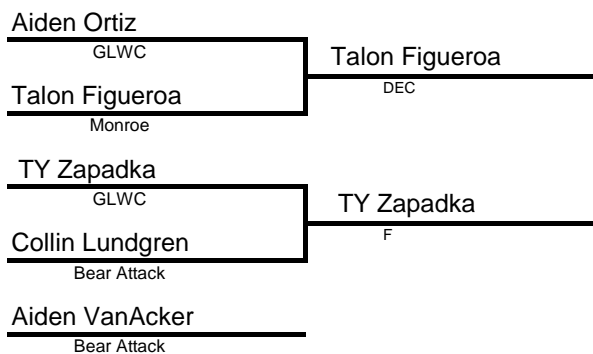 Aiden Ortiz
GLWC
Talon Figueroa
DEC
Talon Figueroa
Monroe
TY Zapadka
GLWC
TY Zapadka
F
Collin Lundgren
Bear Attack
Aiden VanAcker
Bear Attack